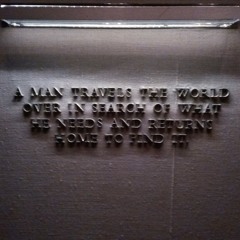 A MAN TRAVELS THE WORLD
OVER IN SEARCH OF WHAT
HE NEEDS AND RETURNS
HOME TO FIND IT.